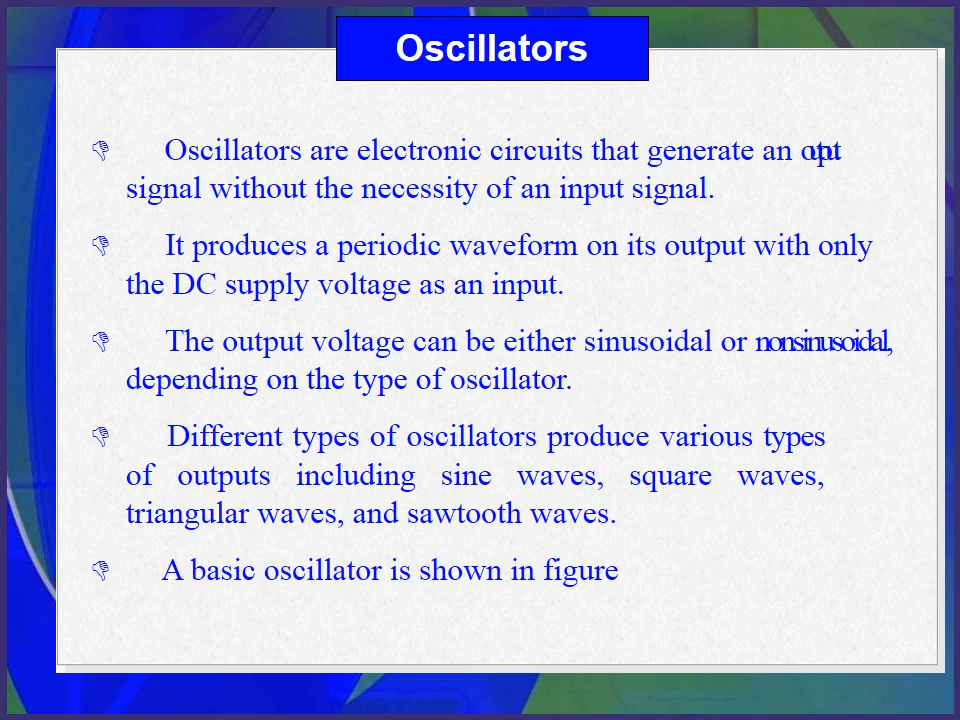 Oscillators
Oscillators are electronic circuits that generate an
signal without the necessity of an input signal.
It produces a periodic waveform on its output with only
the DC supply voltage as an input.
The output voltage can be either sinusoidal or
depending on the type of oscillator.
Different types of oscillators produce various types
of outputs including sine waves, square waves,
triangular waves, and sawtooth waves.
A basic oscillator is shown in figure